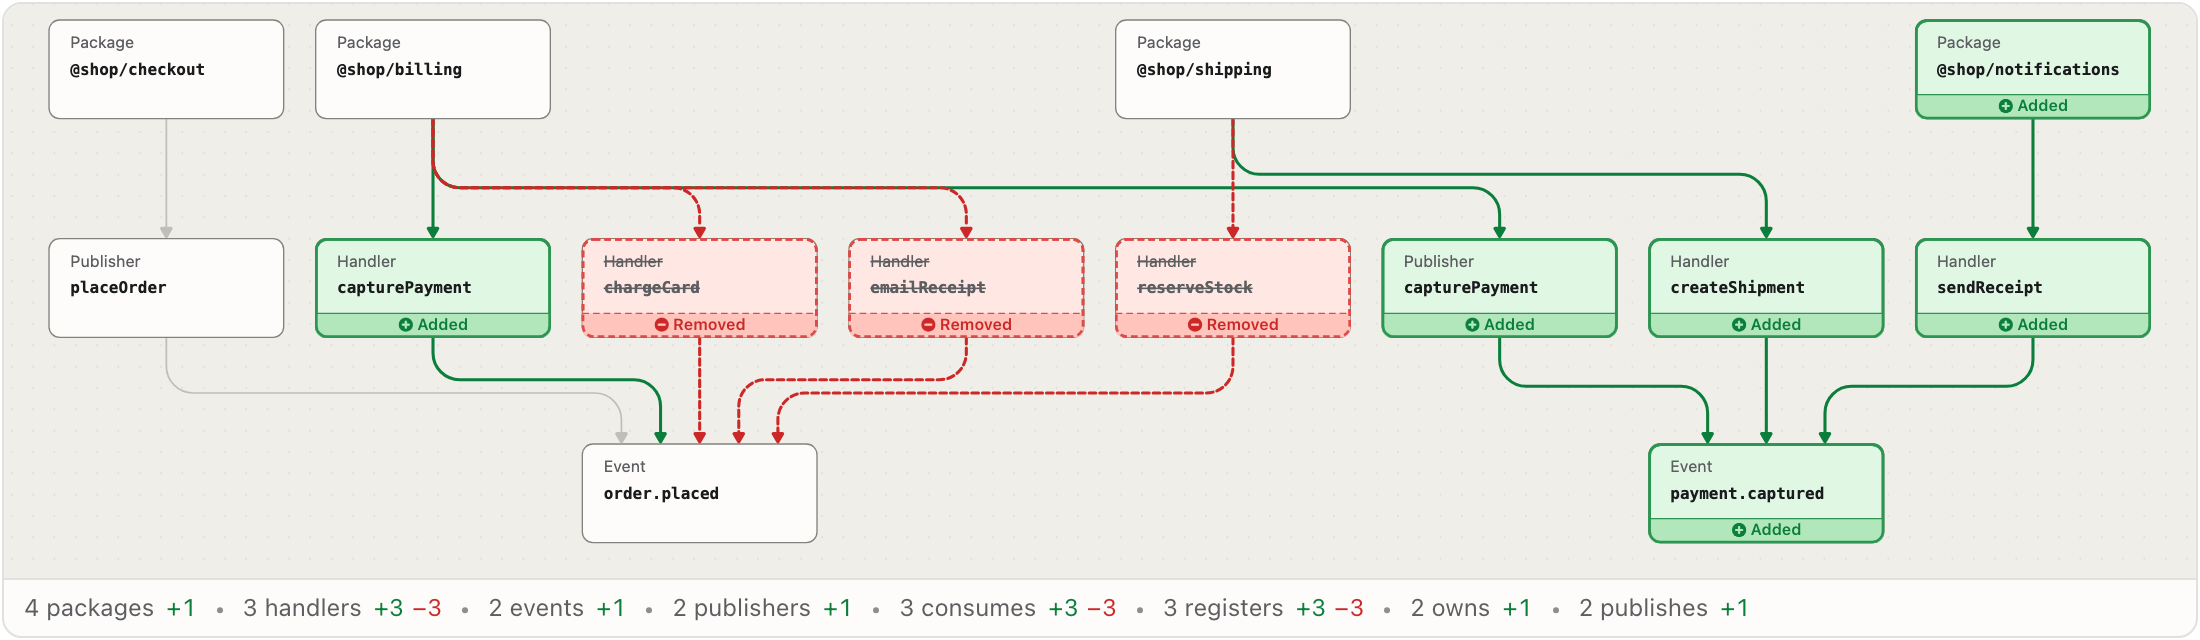 Package
@shop/checkout
Package
@shop/billing
Package
@shop/shipping
Package
@shop/notifications
Added
Publisher
placeOrder
Handler
capturePayment
Added
Handler
chargeCard
Removed
Handler
emailReceipt
Removed
Handler
reserveStock
Removed
Publisher
capturePayment
Added
Handler
createShipment
Added
Handler
sendReceipt
Added
Event
order.placed
Event
payment.captured
Added
4 packages +1 • 3 handlers +3 −3 • 2 events +1 • 2 publishers +1 • 3 consumes +3 −3 • 3 registers +3 −3 • 2 owns +1 • 2 publishes +1